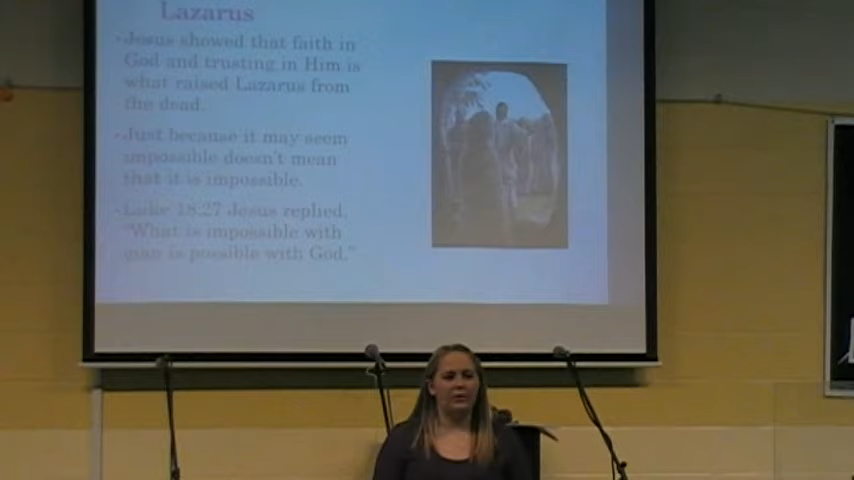 Lazarus
•Jesus showed that faith in
God and trusting in Him is
what raised Lazarus from
the dead.
•Just because it may seem
impossible doesn't mean
that it is impossible.
•Luke 18:27 Jesus replied,
"What is impossible with
man is possible with God."